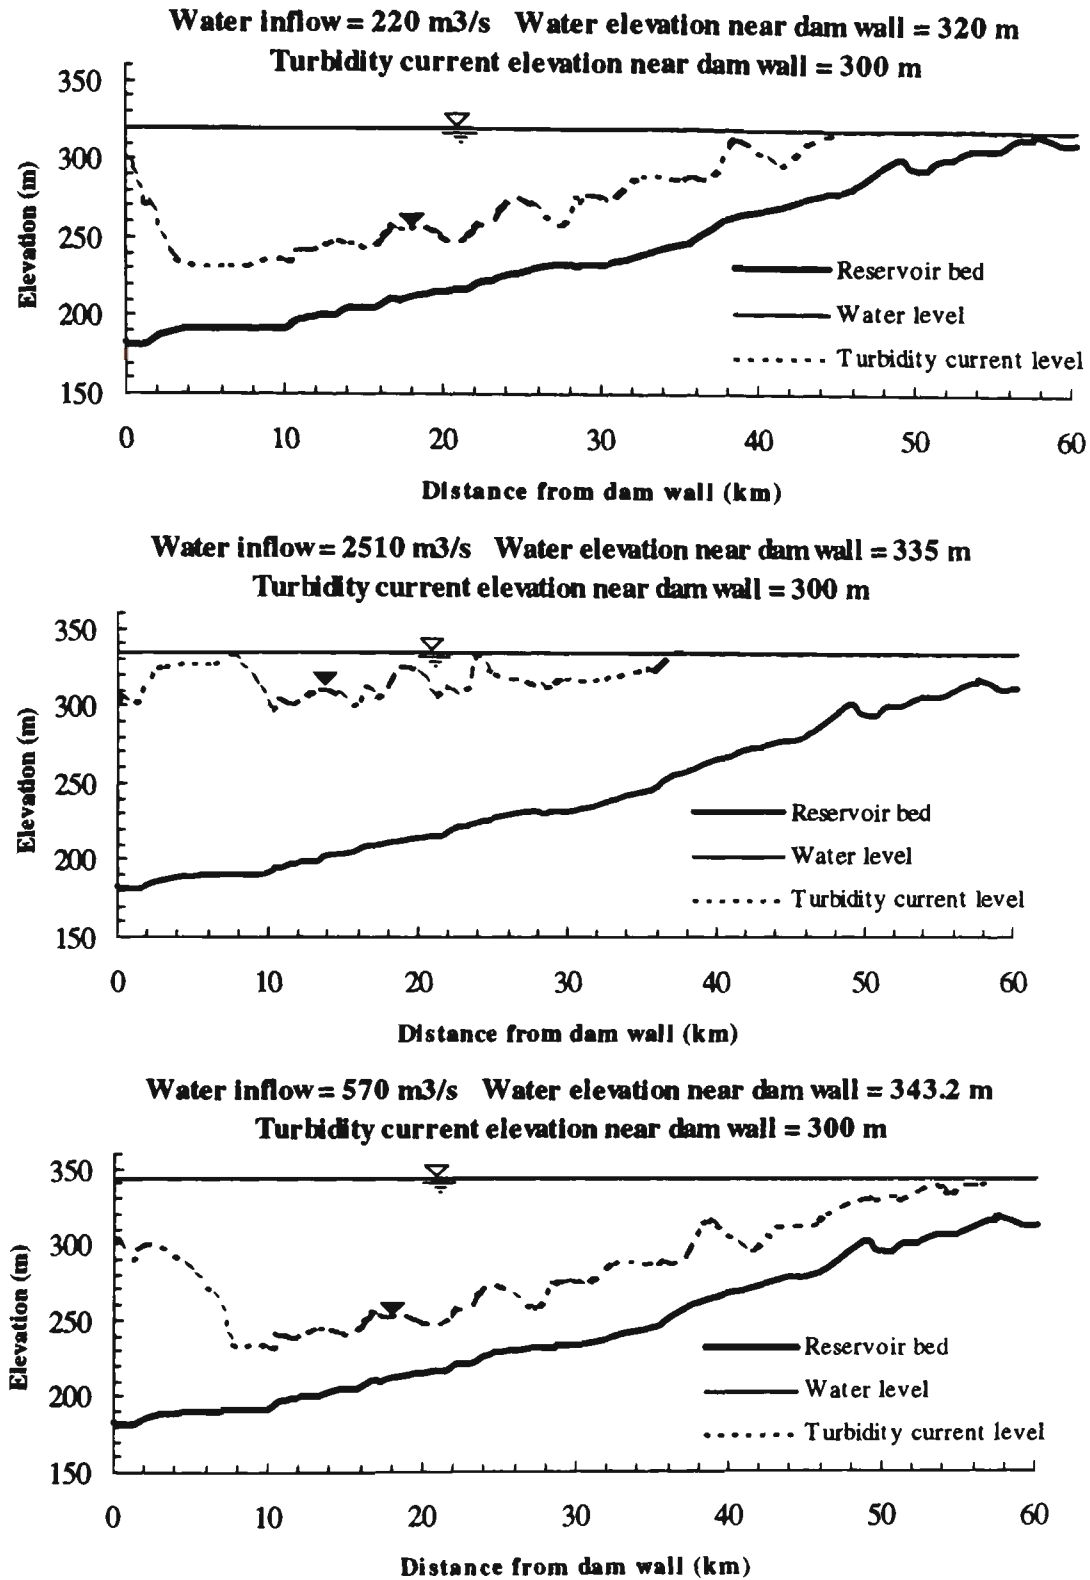 Water inflow = 220 m3/s Water elevation near dam wall = 320 m
Turbidity current elevation near dam wall = 300 m
350
300
250
200
150
Elevation (m)
Reservoir bed
Water level
Turbidity current level
0 10 20 30 40 50 60
Distance from dam wall (km)
Water inflow = 2510 m3/s Water elevation near dam wall = 335 m
Turbidity current elevation near dam wall = 300 m
350
300
250
200
150
Elevation (m)
Reservoir bed
Water level
Turbidity current level
0 10 20 30 40 50 60
Distance from dam wall (km)
Water inflow = 570 m3/s Water elevation near dam wall = 343.2 m
Turbidity current elevation near dam wall = 300 m
350
300
250
200
150
Elevation (m)
Reservoir bed
Water level
Turbidity current level
0 10 20 30 40 50 60
Distance from dam wall (km)